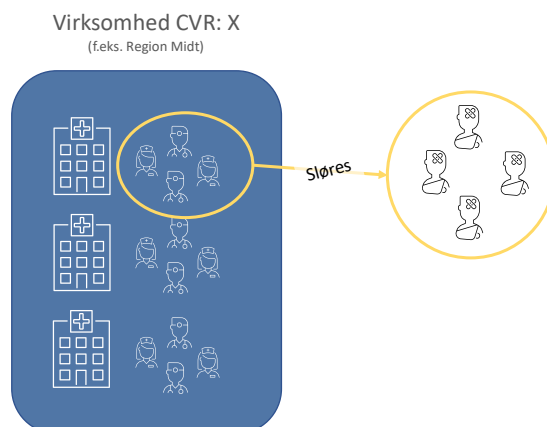 Virksomhed CVR: X
(f.eks. Region Midt)
Sløres